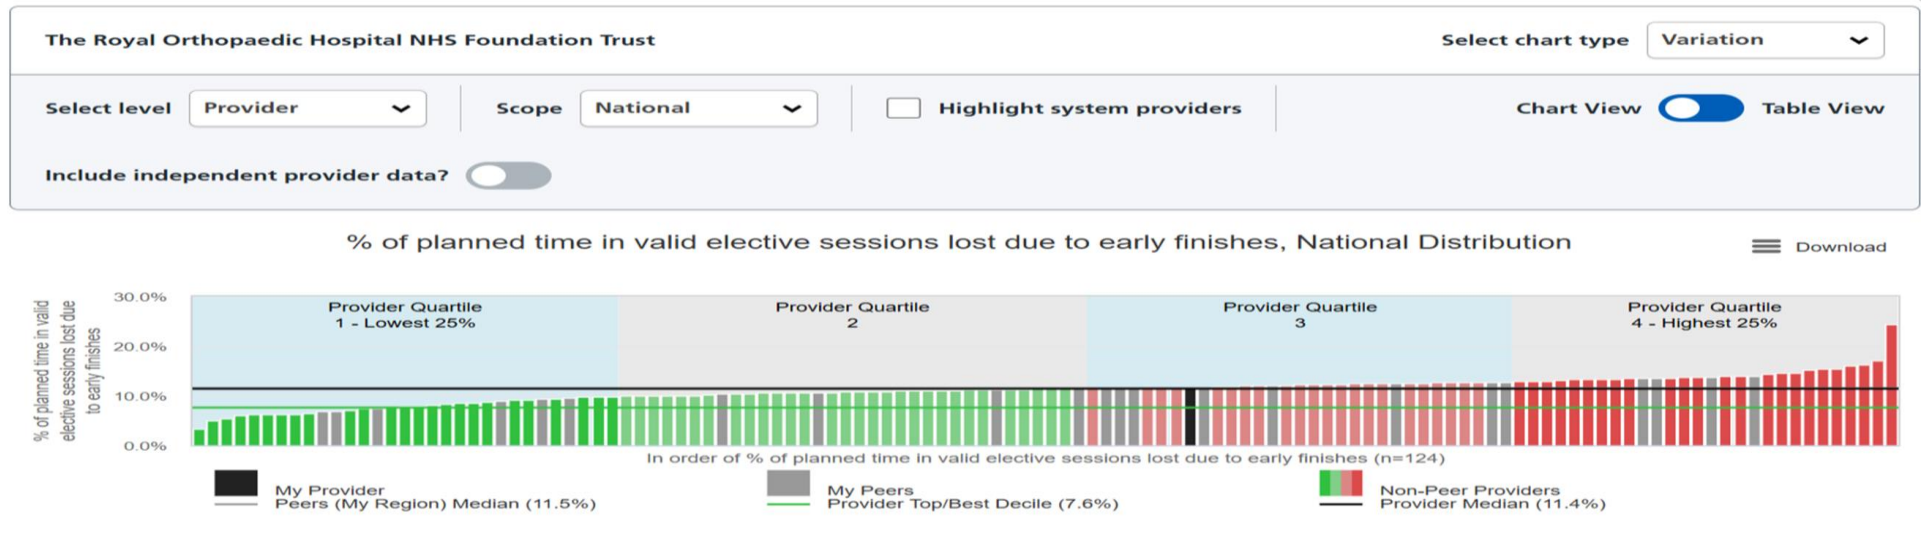 The Royal Orthopaedic Hospital NHS Foundation Trust
Select chart type Variation
Select level Provider Scope National Highlight system providers Chart View Table View
Include independent provider data?
% of planned time in valid elective sessions lost due to early finishes, National Distribution
Download
% of planned time in valid
elective sessions lost due
to early finishes
30.0%
20.0%
10.0%
0.0%
Provider Quartile
1 - Lowest 25%
Provider Quartile
2
Provider Quartile
3
Provider Quartile
4 - Highest 25%
In order of % of planned time in valid elective sessions lost due to early finishes (n=124)
My Provider
Peers (My Region) Median (11.5%)
My Peers
Provider Top/Best Decile (7.6%)
Non-Peer Providers
Provider Median (11.4%)